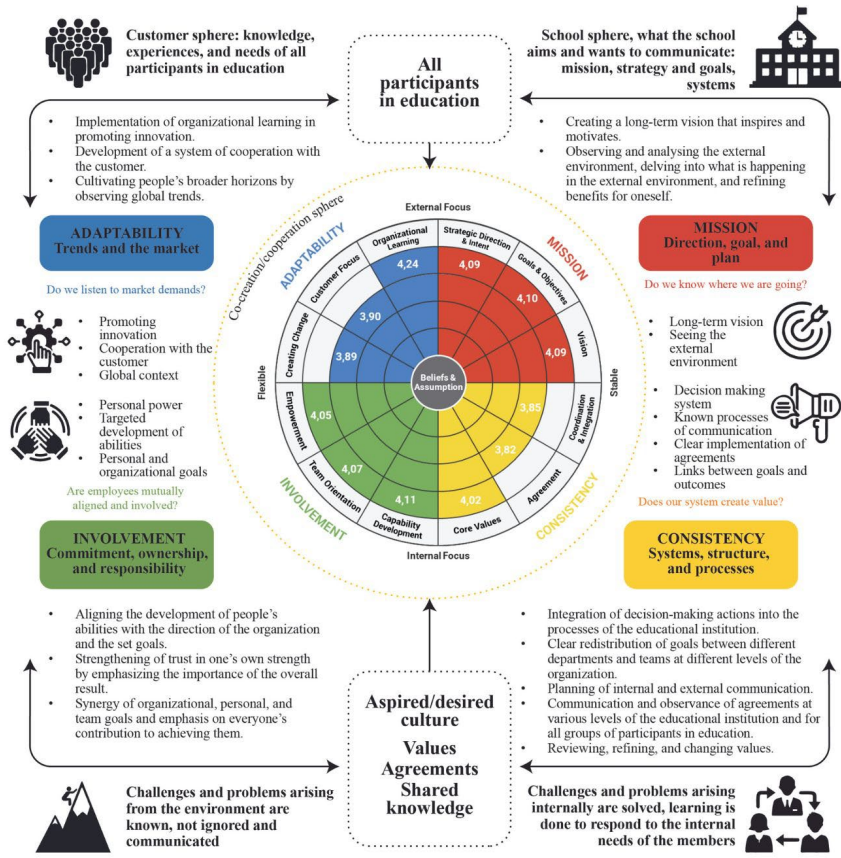 Customer sphere: knowledge,
experiences, and needs of all
participants in education
All
participants
in education
School sphere, what the school
aims and wants to communicate:
mission, strategy and goals,
systems
• Implementation of organizational learning in
promoting innovation.
• Development of a system of cooperation with
the customer.
• Cultivating people's broader horizons by
observing global trends.
• Creating a long-term vision that inspires and
motivates.
• Observing and analysing the external
environment, delving into what is happening
in the external environment, and refining
benefits for oneself.
ADAPTABILITY
Trends and the market
Do we listen to market demands?
• Promoting
innovation
• Cooperation with the
customer
• Global context
• Personal power
• Targeted
development of
abilities
• Personal and
organizational goals
Are employees mutually
aligned and involved?
INVOLVEMENT
Commitment, ownership,
and responsibility
Co-creation/cooperation sphere
External Focus
ADAPTABILITY
MISSION
Organizational
Learning
Strategic Direction
& Intent
Customer Focus
Goals & Objectives
Creating Change
Vision
4,24
4,09
3,90
4,10
3,89
4,09
Flexible
Beliefs &
Assumption
Stable
4,05
3,85
4,07
3,82
4,11
4,02
Empowerment
Coordination
& Integration
Team Orientation
Agreement
Capability
Development
Core Values
INVOLVEMENT
CONSISTENCY
Internal Focus
MISSION
Direction, goal, and
plan
Do we know where we are going?
• Long-term vision
• Seeing the
external
environment
• Decision making
system
• Known processes
of communication
• Clear implementation of
agreements
• Links between goals and
outcomes
Does our system create value?
CONSISTENCY
Systems, structure,
and processes
• Aligning the development of people's
abilities with the direction of the organization
and the set goals.
• Strengthening of trust in one's own strength
by emphasizing the importance of the overall
result.
• Synergy of organizational, personal, and
team goals and emphasis on everyone's
contribution to achieving them.
Aspired/desired
culture
Values
Agreements
Shared
knowledge
• Integration of decision-making actions into the
processes of the educational institution.
• Clear redistribution of goals between different
departments and teams at different levels of the
organization.
• Planning of internal and external communication.
• Communication and observance of agreements at
various levels of the educational institution and for
all groups of participants in education.
• Reviewing, refining, and changing values.
Challenges and problems arising
from the environment are
known, not ignored and
communicated
Challenges and problems arising
internally are solved, learning is
done to respond to the internal
needs of the members